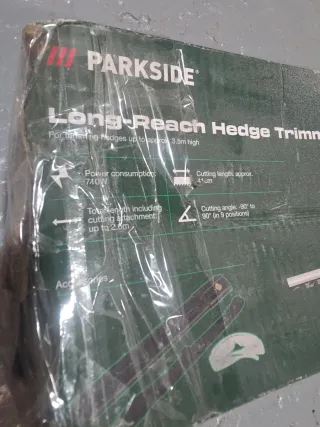 PARKSIDE®
Long-Reach Hedge Trimm
For trimming hedges up to approx. 3.5m high
Power consumption:
710W
Cutting length: approx.
41cm
Total length including
cutting attachment:
up to 2.6m
Cutting angle: -90° to
90° (in 9 positions)
Accessories